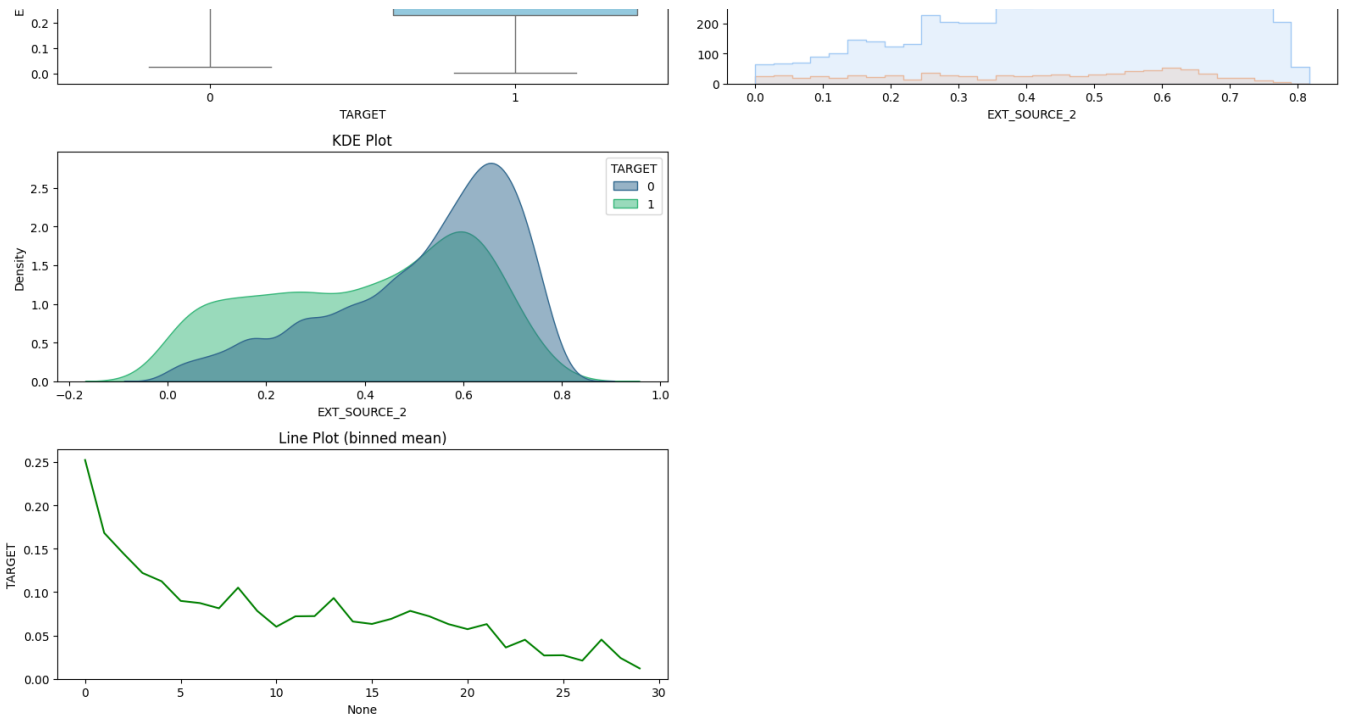 E
0.2
0.1
0.0
0 1
TARGET
200
100
0
0.0 0.1 0.2 0.3 0.4 0.5 0.6 0.7 0.8
EXT_SOURCE_2
KDE Plot
TARGET
0
1
Density
2.5
2.0
1.5
1.0
0.5
0.0
−0.2 0.0 0.2 0.4 0.6 0.8 1.0
EXT_SOURCE_2
Line Plot (binned mean)
TARGET
0.25
0.20
0.15
0.10
0.05
0.00
0 5 10 15 20 25 30
None